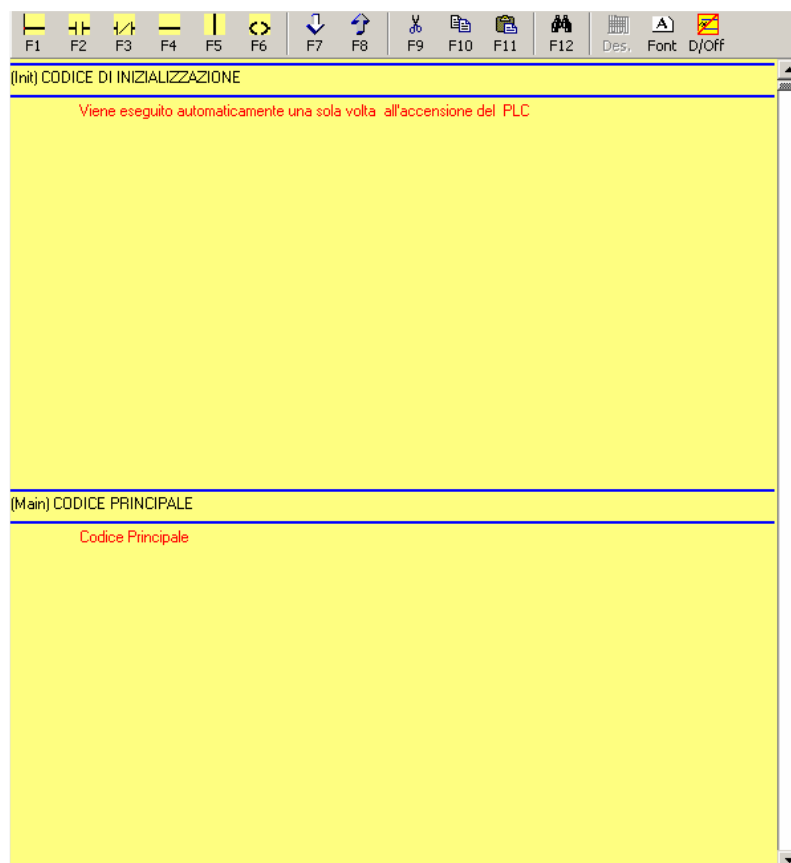 F1 F2 F3 F4 F5 F6 F7 F8 F9 F10 F11 F12 Des. Font D/Off
(Init) CODICE DI INIZIALIZZAZIONE
Viene eseguito automaticamente una sola volta all'accensione del PLC
(Main) CODICE PRINCIPALE
Codice Principale